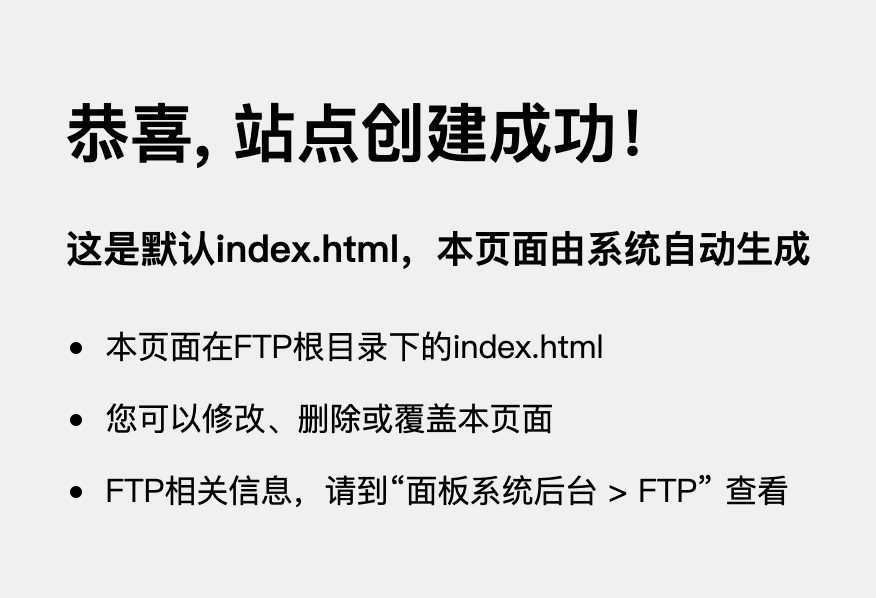 恭喜, 站点创建成功！
这是默认index.html，本页面由系统自动生成
本页面在FTP根目录下的index.html
您可以修改、删除或覆盖本页面
FTP相关信息，请到“面板系统后台 > FTP” 查看